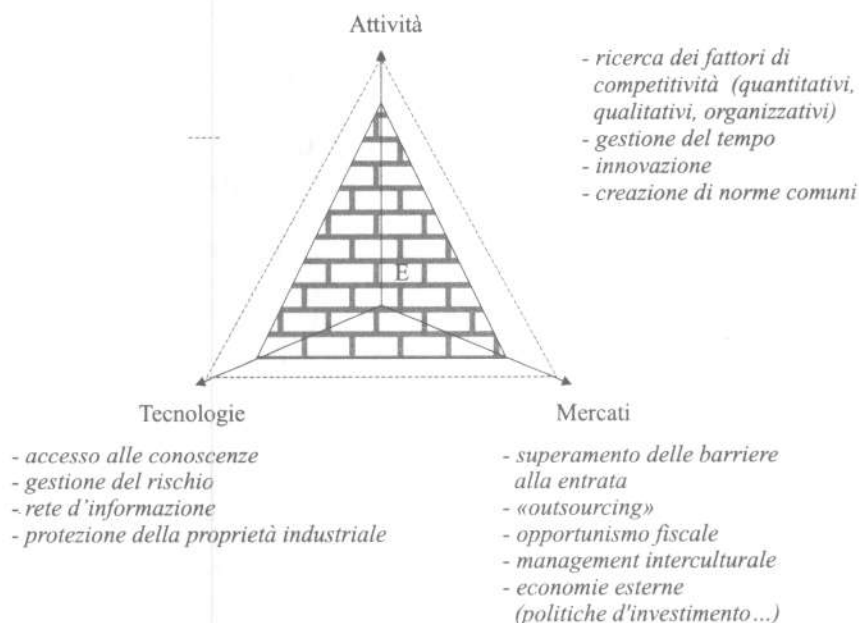 Attività
- ricerca dei fattori di
competitività (quantitativi,
qualitativi, organizzativi)
- gestione del tempo
- innovazione
- creazione di norme comuni
E
Tecnologie
- accesso alle conoscenze
- gestione del rischio
- rete d'informazione
- protezione della proprietà industriale
Mercati
- superamento delle barriere
alla entrata
- «outsourcing»
- opportunismo fiscale
- management interculturale
- economie esterne
(politiche d'investimento...)